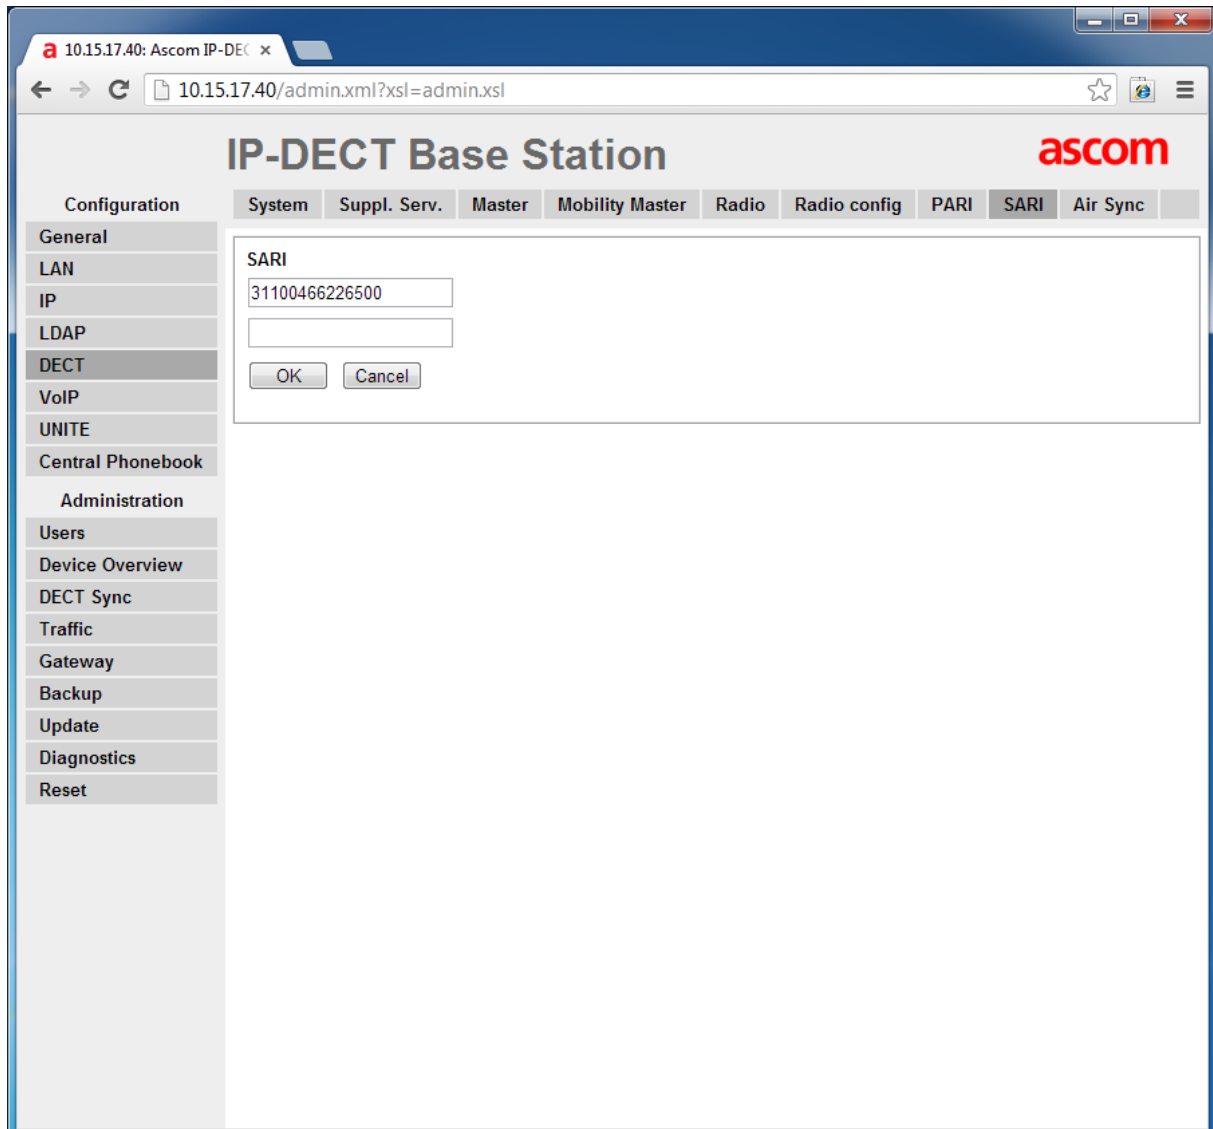 a 10.15.17.40: Ascom IP-DEC ×
10.15.17.40/admin.xml?xsl=admin.xsl
IP-DECT Base Station
ascom
Configuration
System Suppl. Serv. Master Mobility Master Radio Radio config PARI SARI Air Sync
General
LAN
IP
LDAP
DECT
VoIP
UNITE
Central Phonebook
Administration
Users
Device Overview
DECT Sync
Traffic
Gateway
Backup
Update
Diagnostics
Reset
SARI
31100466226500
OK Cancel